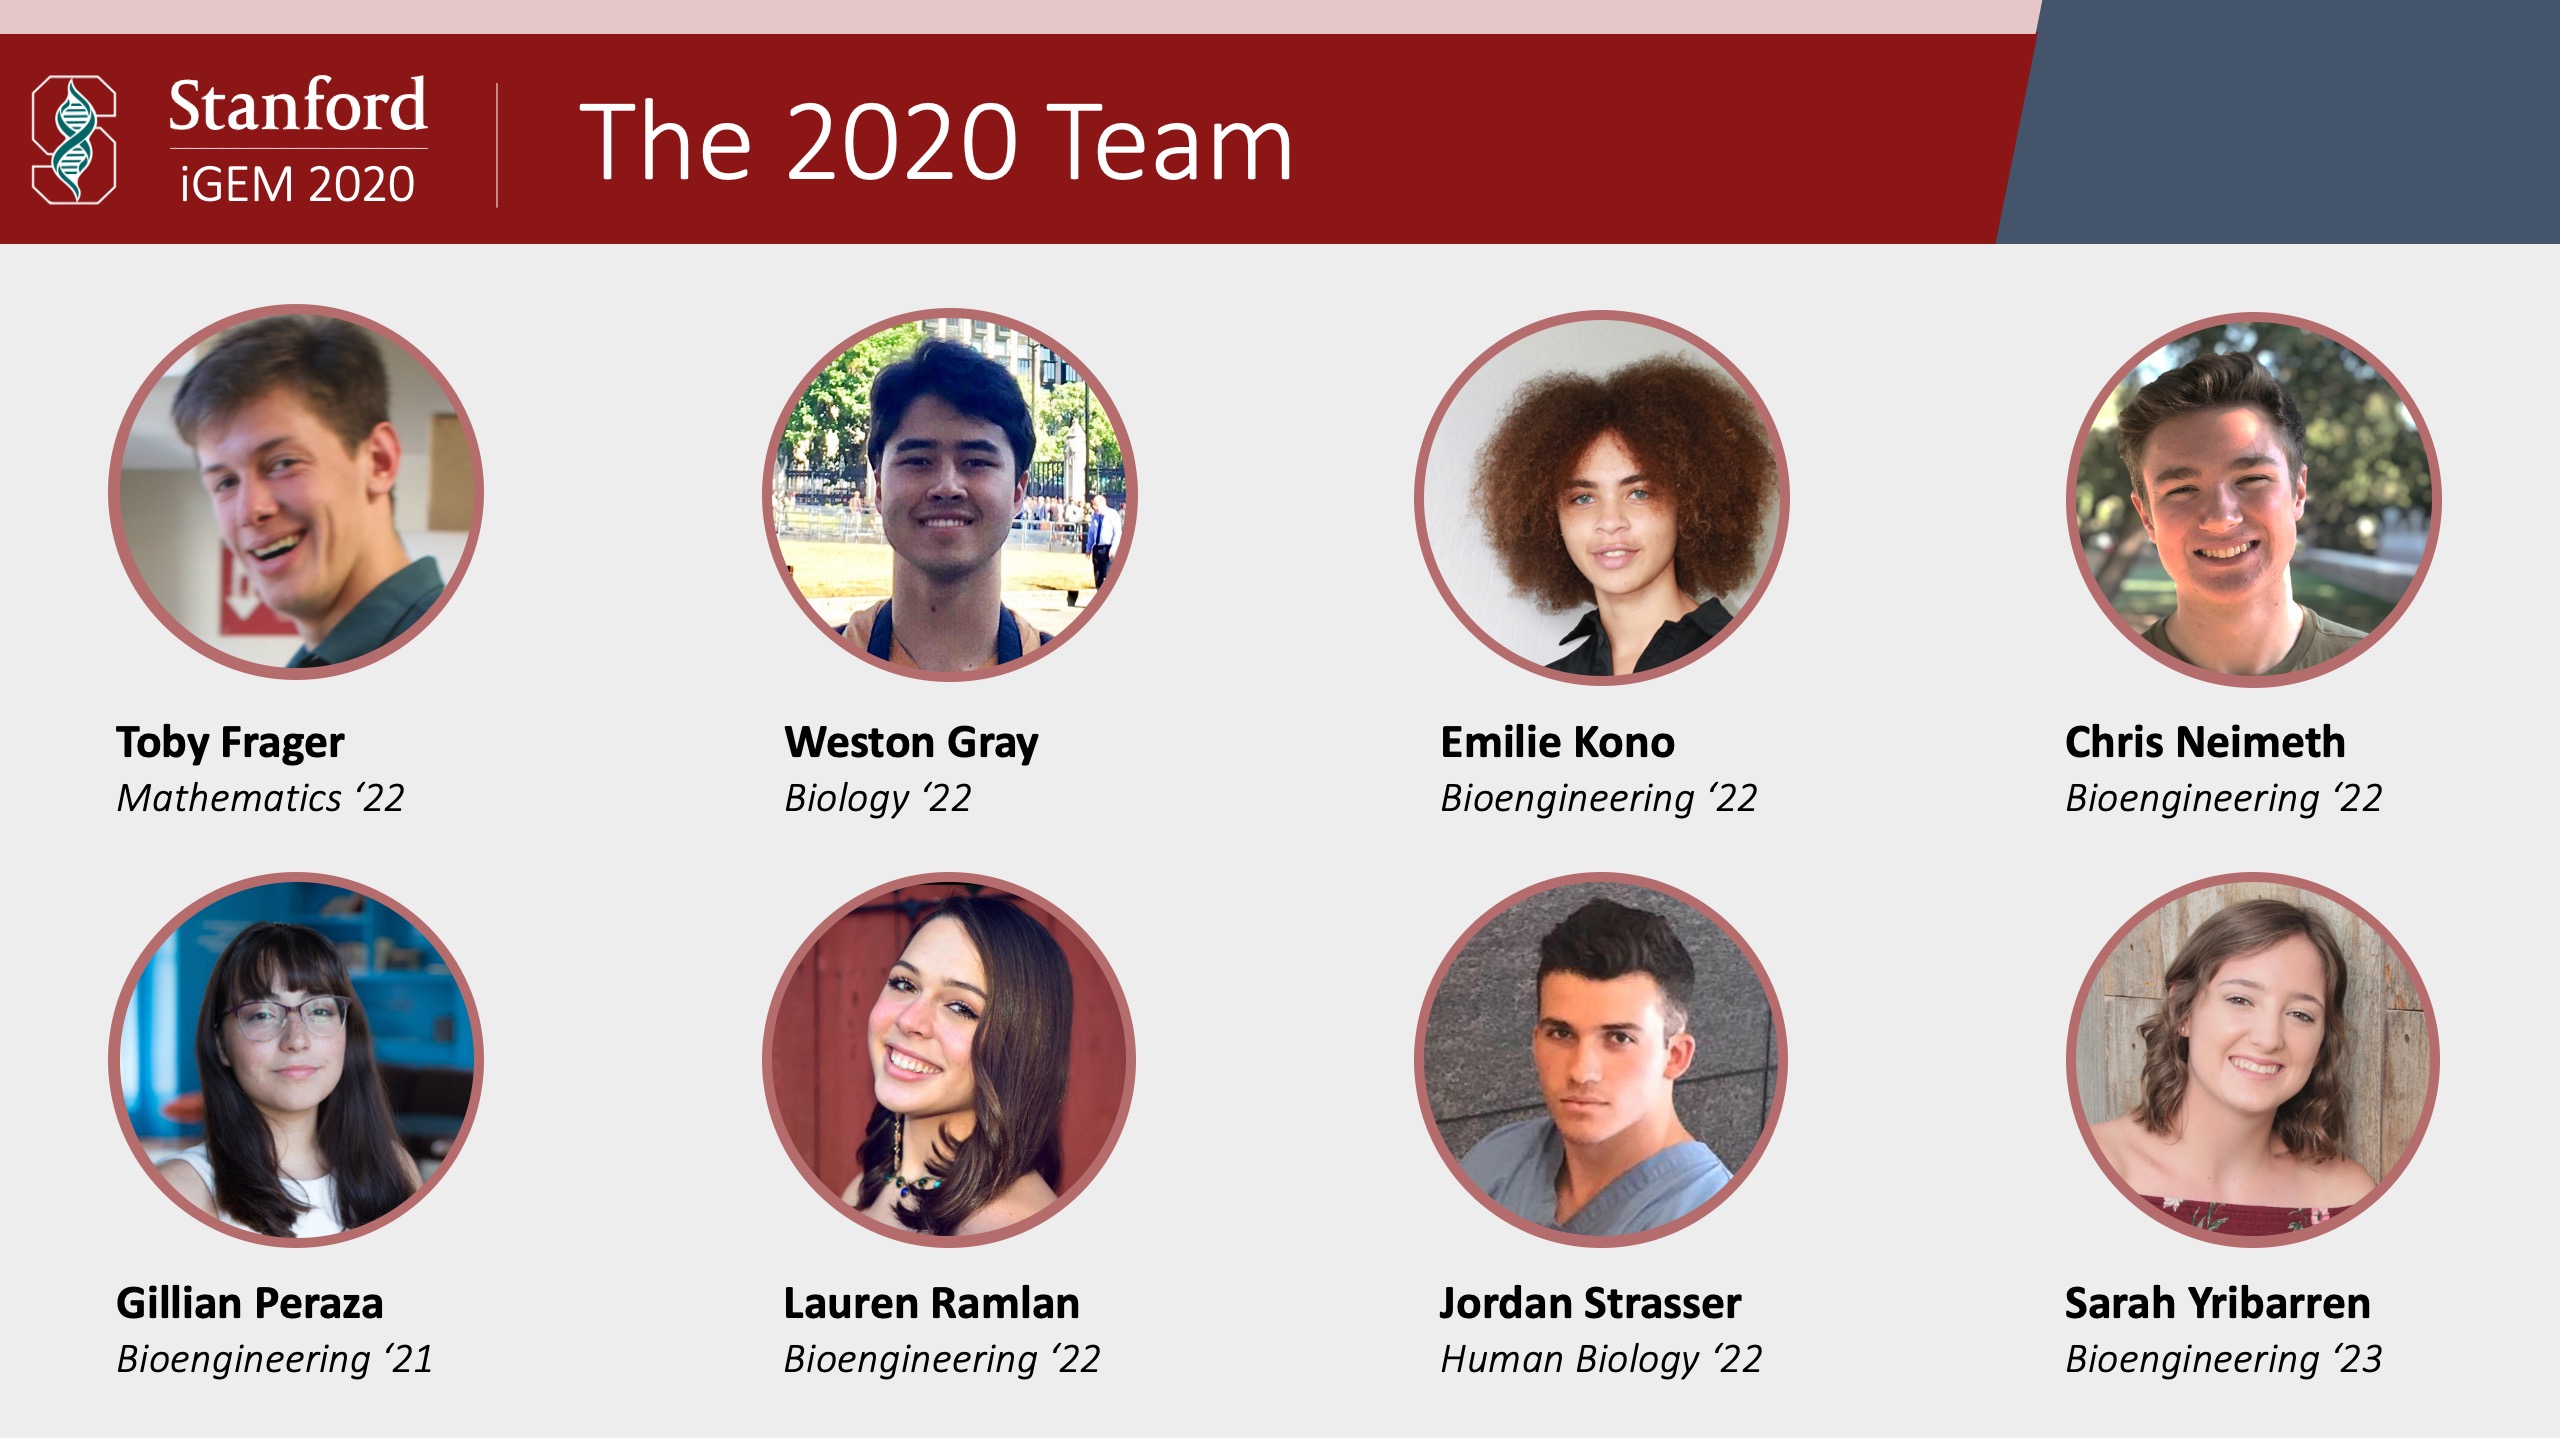 Stanford
iGEM 2020
The 2020 Team
Toby Frager
Mathematics ‘22
Weston Gray
Biology ‘22
Emilie Kono
Bioengineering ‘22
Chris Neimeth
Bioengineering ‘22
Gillian Peraza
Bioengineering ‘21
Lauren Ramlan
Bioengineering ‘22
Jordan Strasser
Human Biology ‘22
Sarah Yribarren
Bioengineering ‘23